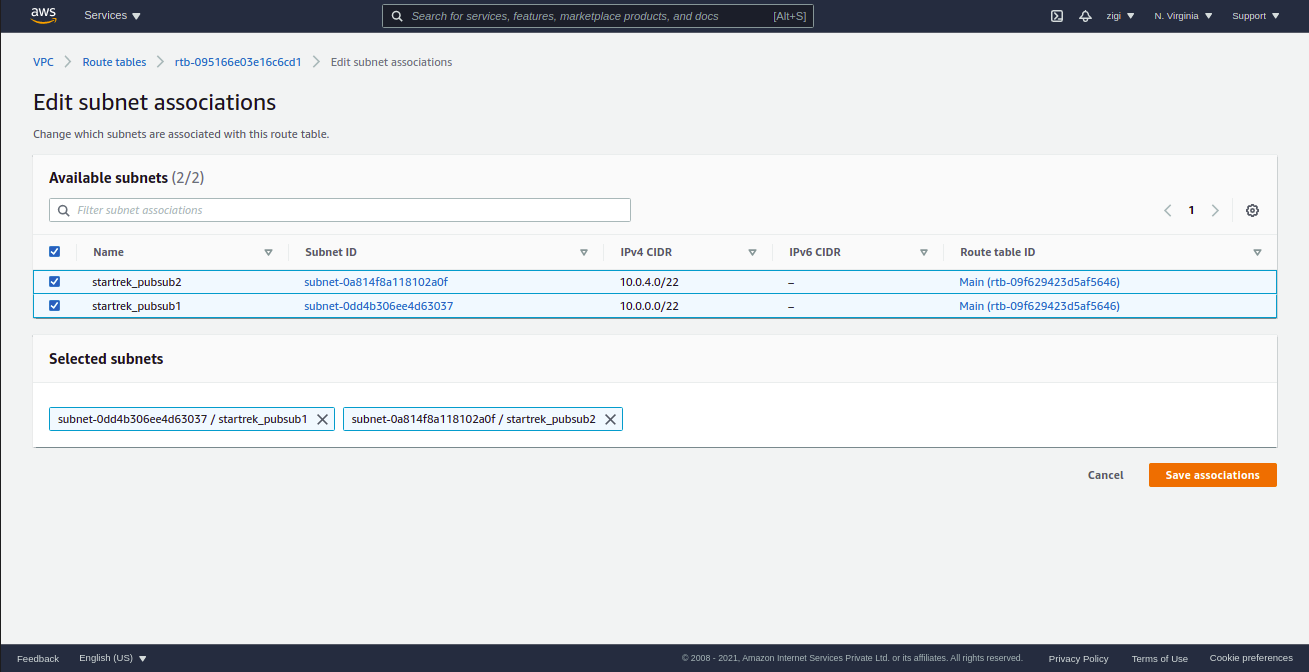 aws Services Search for services, features, marketplace products, and docs [Alt+S] zigi N. Virginia Support
VPC Route tables rtb-095166e03e16c6cd1 Edit subnet associations
Edit subnet associations
Change which subnets are associated with this route table.
Available subnets (2/2)
Filter subnet associations 1
Name Subnet ID IPv4 CIDR IPv6 CIDR Route table ID
startrek_pubsub2 subnet-0a814f8a118102a0f 10.0.4.0/22 – Main (rtb-09f629423d5af5646)
startrek_pubsub1 subnet-0dd4b306ee4d63037 10.0.0.0/22 – Main (rtb-09f629423d5af5646)
Selected subnets
subnet-0dd4b306ee4d63037 / startrek_pubsub1 subnet-0a814f8a118102a0f / startrek_pubsub2
Cancel Save associations
Feedback English (US) © 2008 - 2021, Amazon Internet Services Private Ltd. or its affiliates. All rights reserved. Privacy Policy Terms of Use Cookie preferences